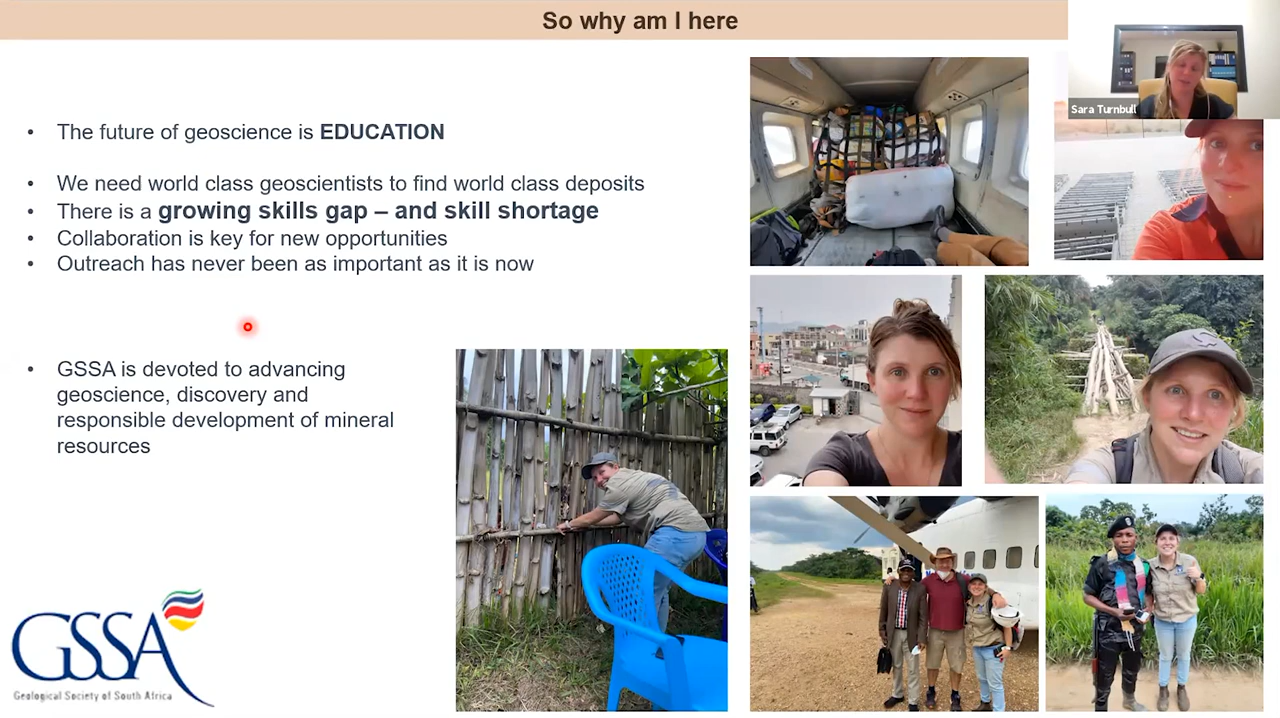 So why am I here
Sara Turnbull
• The future of geoscience is EDUCATION
• We need world class geoscientists to find world class deposits
• There is a growing skills gap – and skill shortage
• Collaboration is key for new opportunities
• Outreach has never been as important as it is now
• GSSA is devoted to advancing
geoscience, discovery and
responsible development of mineral
resources
GSSA
Geological Society of South Africa